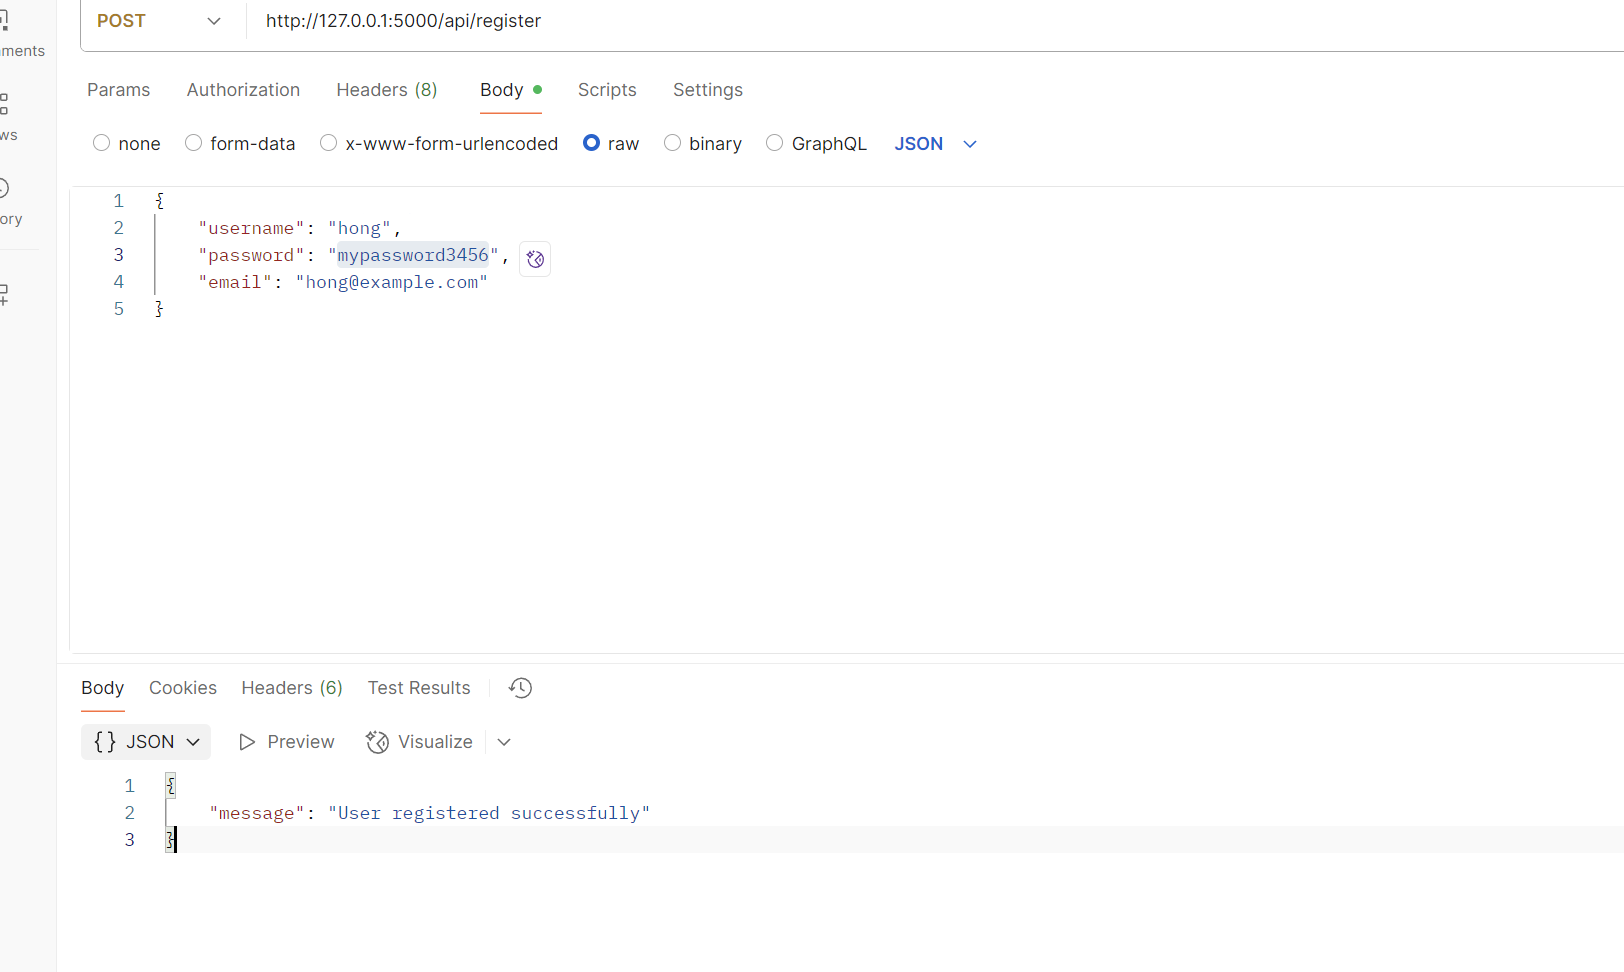 POST http://127.0.0.1:5000/api/register
ments
Params Authorization Headers (8) Body Scripts Settings
ws
none form-data x-www-form-urlencoded raw binary GraphQL JSON
ory
1 {
2 "username": "hong",
3 "password": "mypassword3456",
4 "email": "hong@example.com"
5 }
Body Cookies Headers (6) Test Results
{} JSON Preview Visualize
1 {
2 "message": "User registered successfully"
3 }